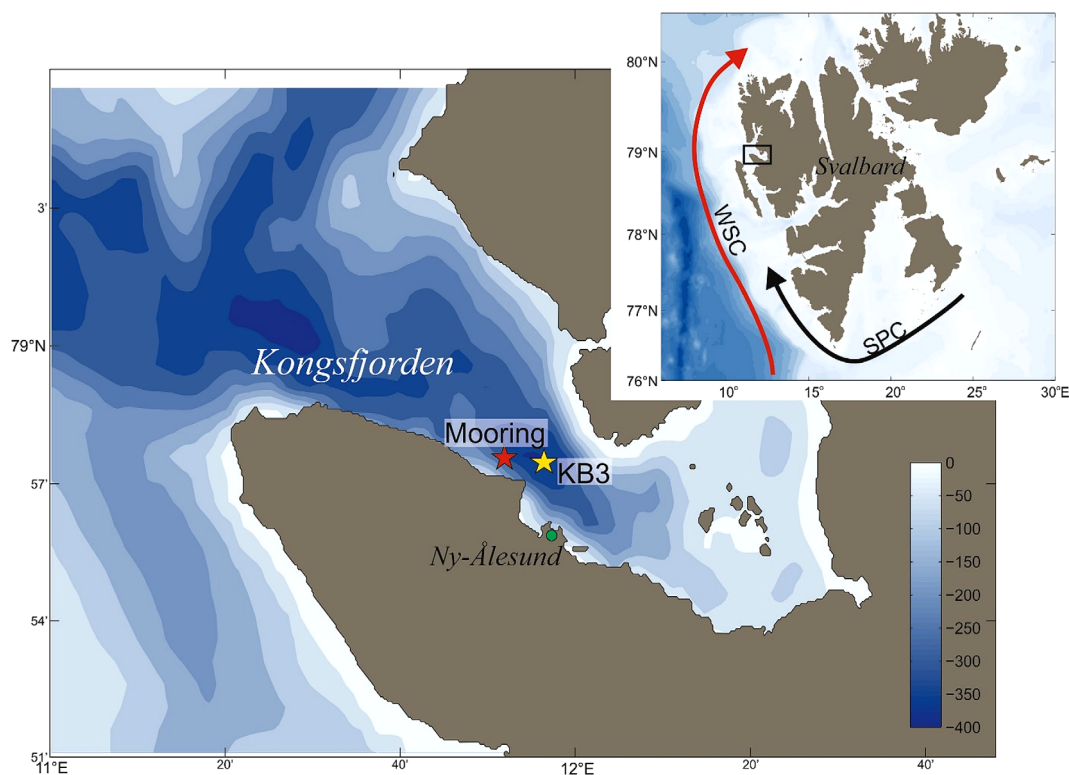 80°N
79°N
78°N
77°N
76°N
10°
15°
20°
25°
30°E
Svalbard
WSC
SPC
3'
79°N
57'
54'
51'
11°E
20'
40'
12°E
20'
40'
Kongsfjorden
Mooring
KB3
Ny-Ålesund
0
−50
−100
−150
−200
−250
−300
−350
−400